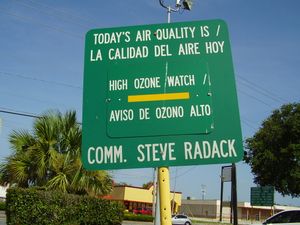 TODAY'S AIR QUALITY IS /
LA CALIDAD DEL AIRE HOY
HIGH OZONE WATCH /
AVISO DE OZONO ALTO
COMM. STEVE RADACK